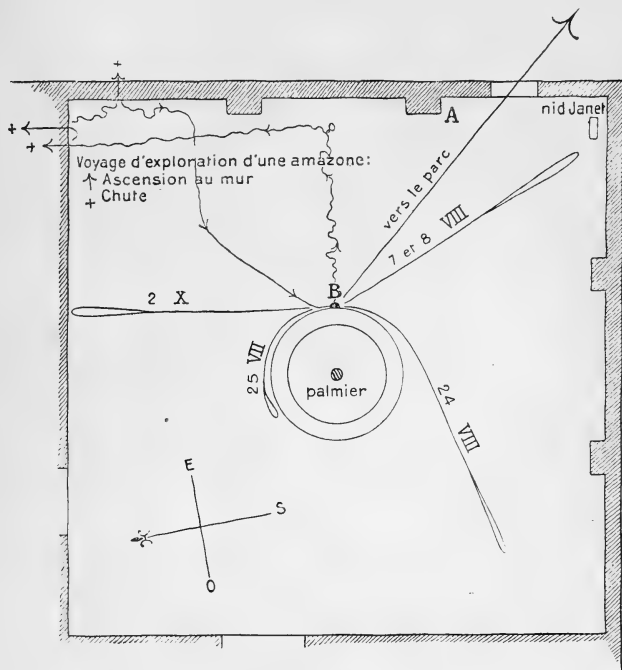 +
A
nid Janet
+
+
Voyage d'exploration d'une amazone:
Ascension au mur
+ Chute
vers le parc
7 et 8 VIII
2 X
B
25 VII
palmier
24 VIII
E
S
O